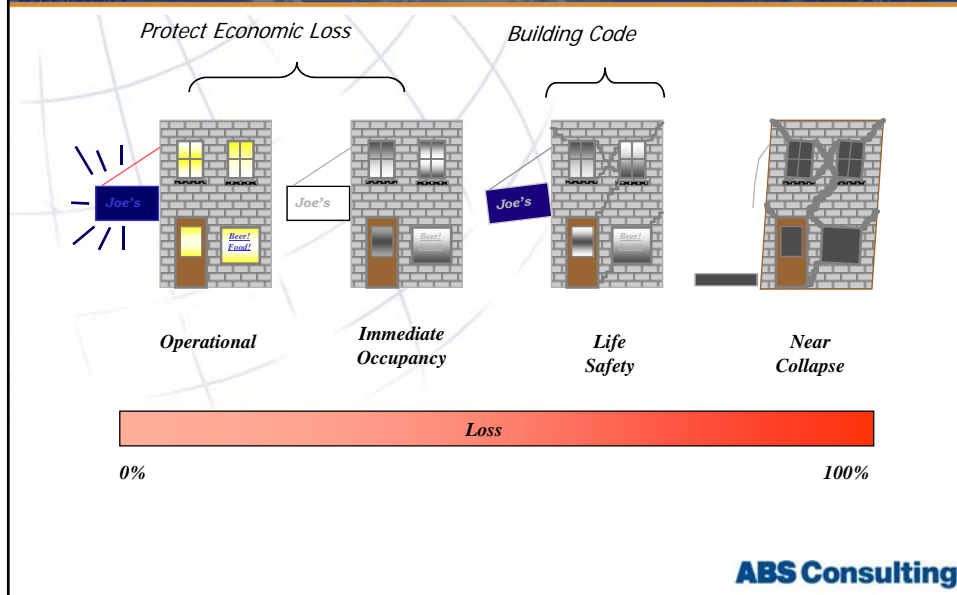 Protect Economic Loss
Building Code
Joe's
Beer!
Food!
Joe's
Beer!
Joe's
Beer!
Operational
Immediate
Occupancy
Life
Safety
Near
Collapse
Loss
0%
100%
ABS Consulting